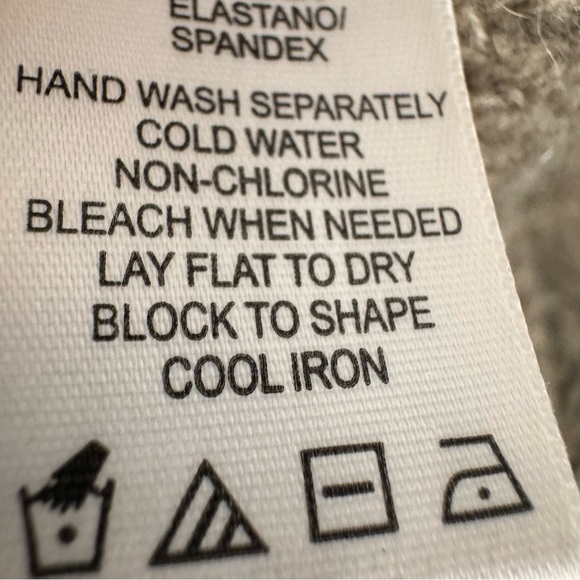 ELASTANO/
SPANDEX
HAND WASH SEPARATELY
COLD WATER
NON-CHLORINE
BLEACH WHEN NEEDED
LAY FLAT TO DRY
BLOCK TO SHAPE
COOL IRON